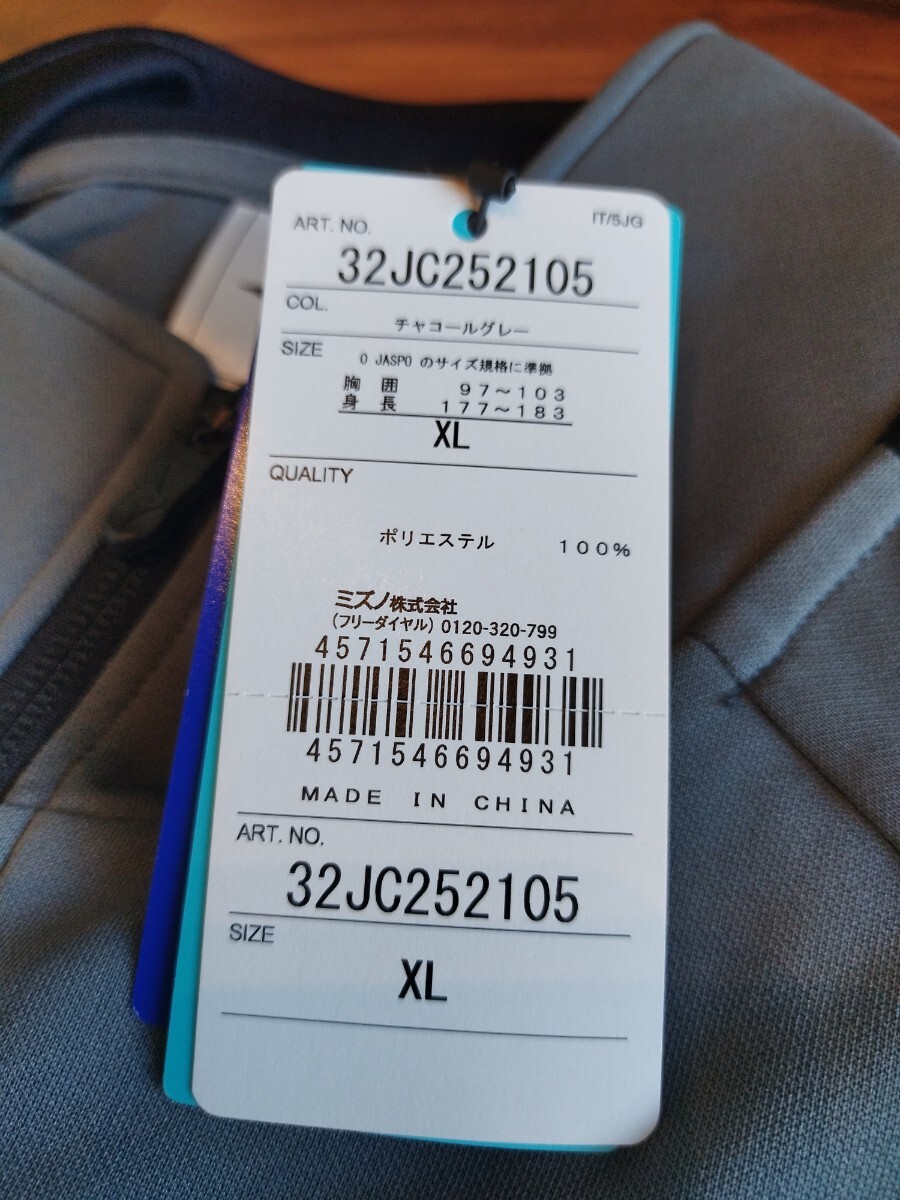 ART. NO.
IT/5JG
32JC252105
COL.
チャコールグレー
SIZE
O JASPO のサイズ規格に準拠
胸 囲 97～103
身 長 177～183
XL
QUALITY
ポリエステル 100%
ミズノ株式会社
(フリーダイヤル) 0120-320-799
4571546694931
4571546694931
MADE IN CHINA
ART. NO.
32JC252105
SIZE
XL